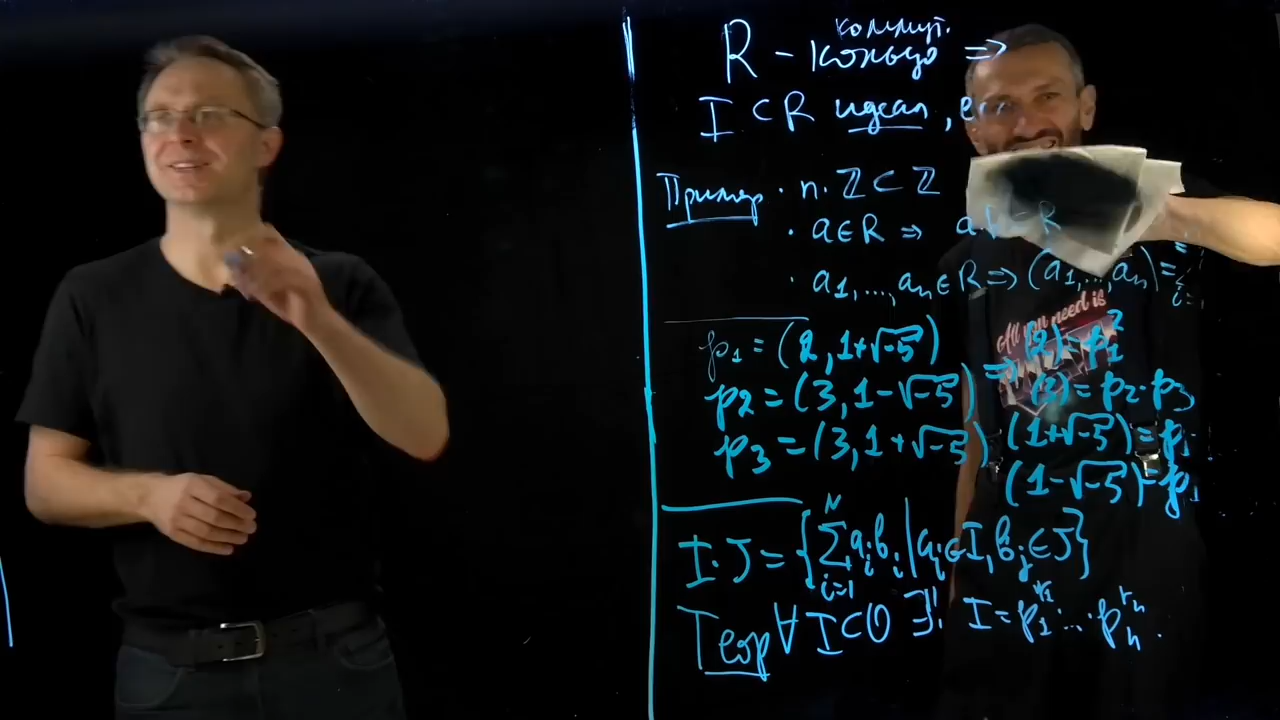 коммут.
R - кольцо ⇒
I ⊂ R идеал,
Пример · n·ℤ ⊂ ℤ
· a ∈ R ⇒ R
· a₁,...,aₙ ∈ R ⇒ (a₁,...,aₙ) =
p₁ = (2, 1+√-5) ⇒ (2) = p₁²
p₂ = (3, 1-√-5) (3) = p₂·p₃
p₃ = (3, 1+√-5) (1+√-5) =
(1-√-5) =
I·J = {∑ᵢ₌₁ᴺ aᵢbᵢ | aᵢ ∈ I, bⱼ ∈ J}
Теор ∀ I ⊂ O ∃! I = p₁^r₁ ... pₙ^rₙ.
All you need is